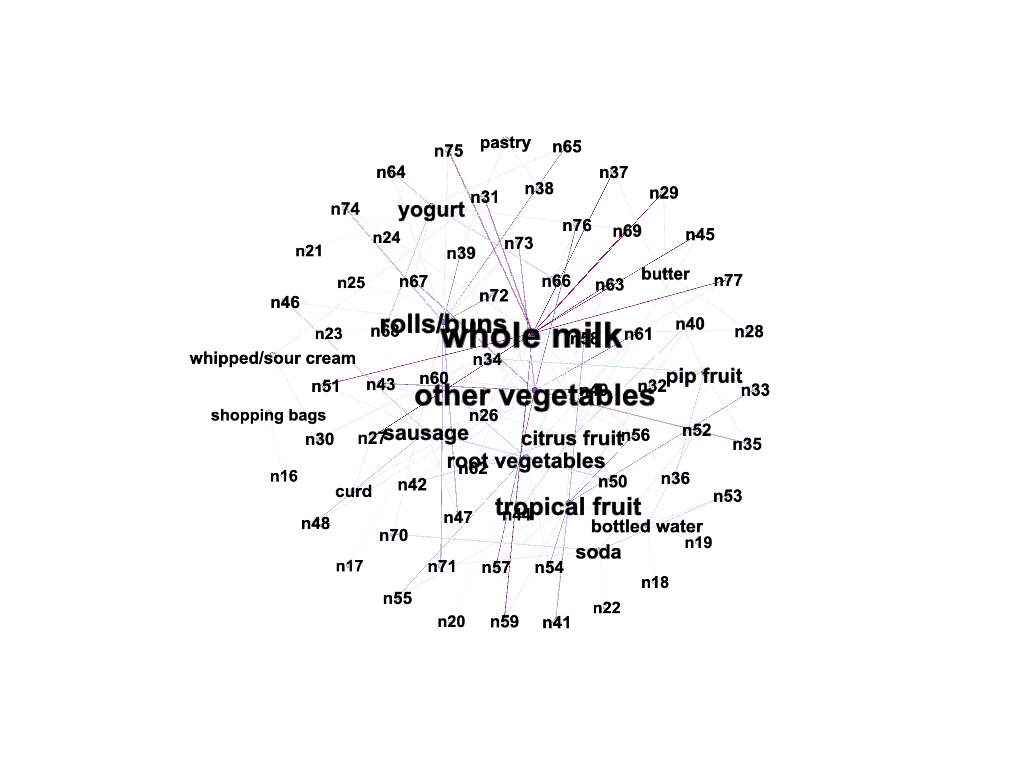 pastry
n75
n65
n64
n37
n38
n29
n31
n74
yogurt
n76
n69
n45
n24
n73
n21
n39
butter
n77
n67
n66
n25
n63
n72
n46
rolls/buns
n40
n68
n28
n23
whole milk
n58
n61
whipped/sour cream
n34
pip fruit
n60
n51
n43
n32
n33
other vegetables
shopping bags
n26
n52
sausage
n56
n30
n27
citrus fruit
n35
root vegetables
n62
n16
n36
n50
n42
curd
n53
tropical fruit
n44
n47
n48
bottled water
n70
n19
soda
n17
n71
n57
n54
n18
n55
n22
n20
n59
n41